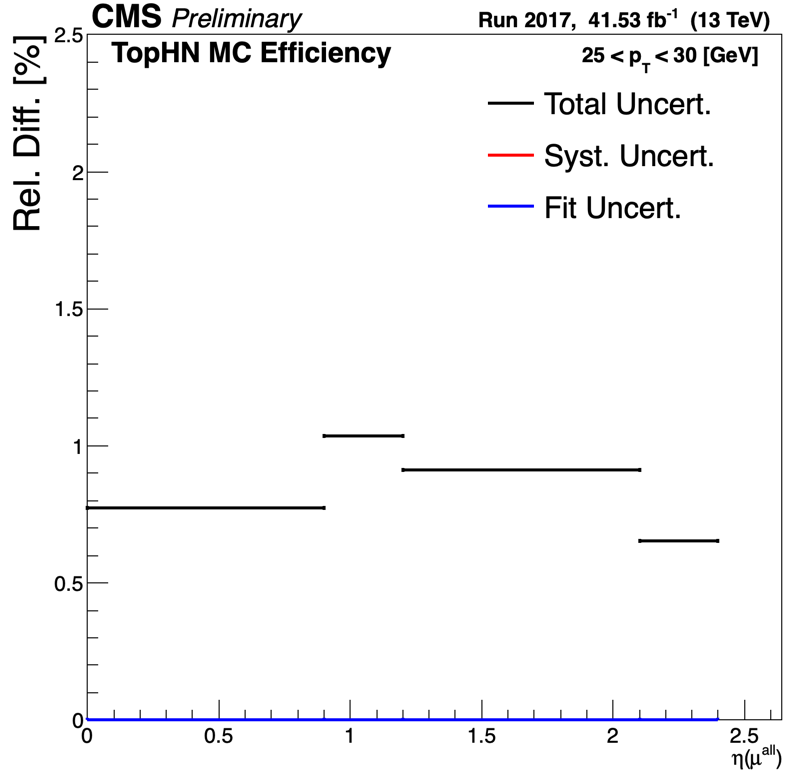 CMS Preliminary
Run 2017, 41.53 fb⁻¹ (13 TeV)
TopHN MC Efficiency
25 < p_T < 30 [GeV]
Total Uncert.
Syst. Uncert.
Fit Uncert.
Rel. Diff. [%]
2.5
2
1.5
1
0.5
0
0 0.5 1 1.5 2 2.5
η(μ^all)